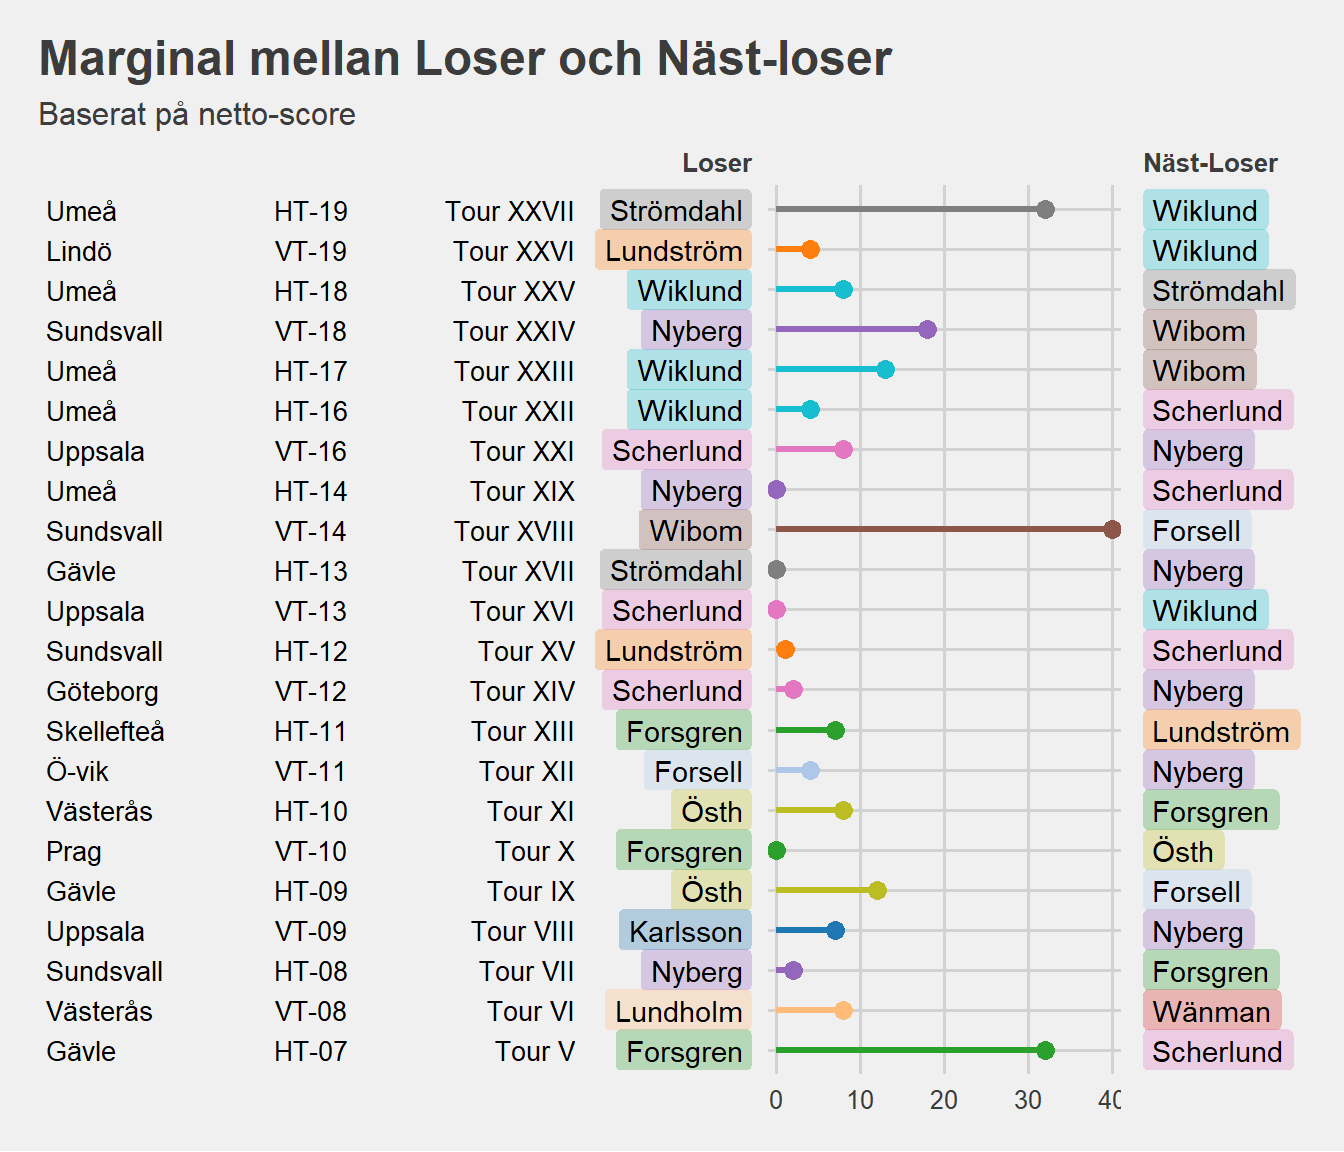 Marginal mellan Loser och Näst-loser
Baserat på netto-score
Loser Näst-Loser
Umeå HT-19 Tour XXVII Strömdahl Wiklund
Lindö VT-19 Tour XXVI Lundström Wiklund
Umeå HT-18 Tour XXV Wiklund Strömdahl
Sundsvall VT-18 Tour XXIV Nyberg Wibom
Umeå HT-17 Tour XXIII Wiklund Wibom
Umeå HT-16 Tour XXII Wiklund Scherlund
Uppsala VT-16 Tour XXI Scherlund Nyberg
Umeå HT-14 Tour XIX Nyberg Scherlund
Sundsvall VT-14 Tour XVIII Wibom Forsell
Gävle HT-13 Tour XVII Strömdahl Nyberg
Uppsala VT-13 Tour XVI Scherlund Wiklund
Sundsvall HT-12 Tour XV Lundström Scherlund
Göteborg VT-12 Tour XIV Scherlund Nyberg
Skellefteå HT-11 Tour XIII Forsgren Lundström
Ö-vik VT-11 Tour XII Forsell Nyberg
Västerås HT-10 Tour XI Östh Forsgren
Prag VT-10 Tour X Forsgren Östh
Gävle HT-09 Tour IX Östh Forsell
Uppsala VT-09 Tour VIII Karlsson Nyberg
Sundsvall HT-08 Tour VII Nyberg Forsgren
Västerås VT-08 Tour VI Lundholm Wänman
Gävle HT-07 Tour V Forsgren Scherlund
0 10 20 30 40